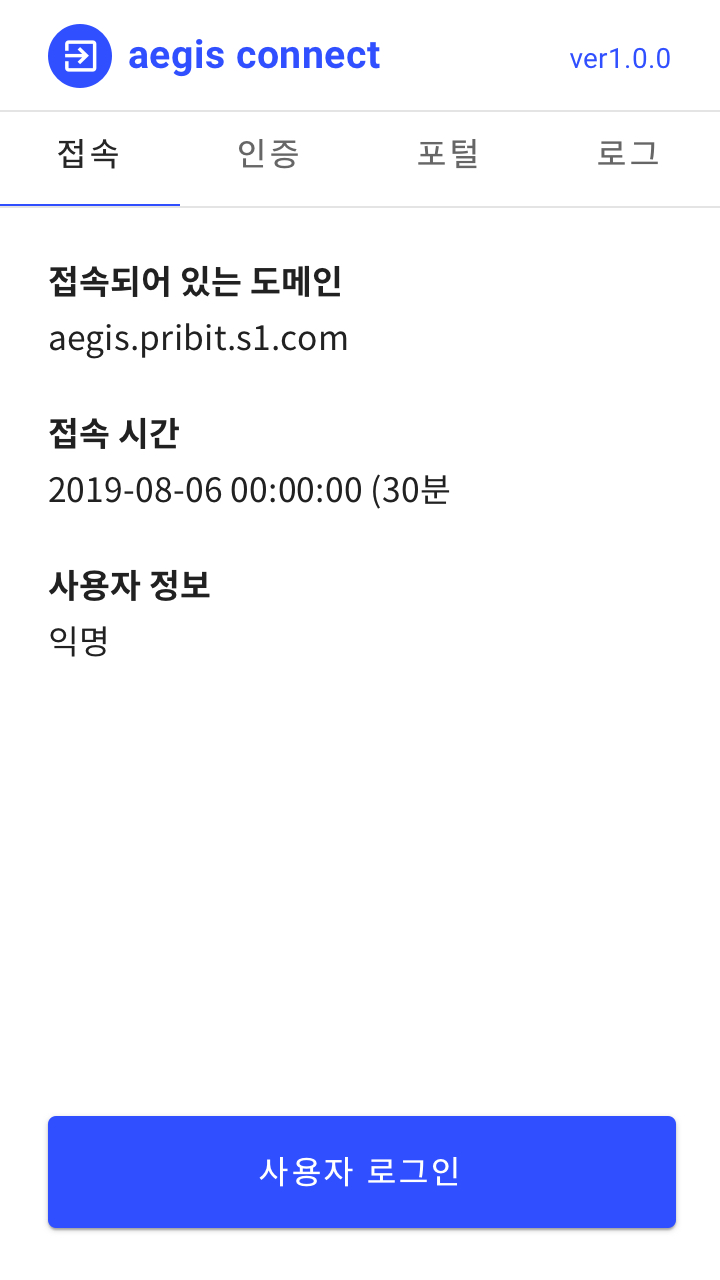 aegis connect
ver1.0.0
접속 인증 포털 로그
접속되어 있는 도메인
aegis.pribit.s1.com
접속 시간
2019-08-06 00:00:00 (30분
사용자 정보
익명
사용자 로그인